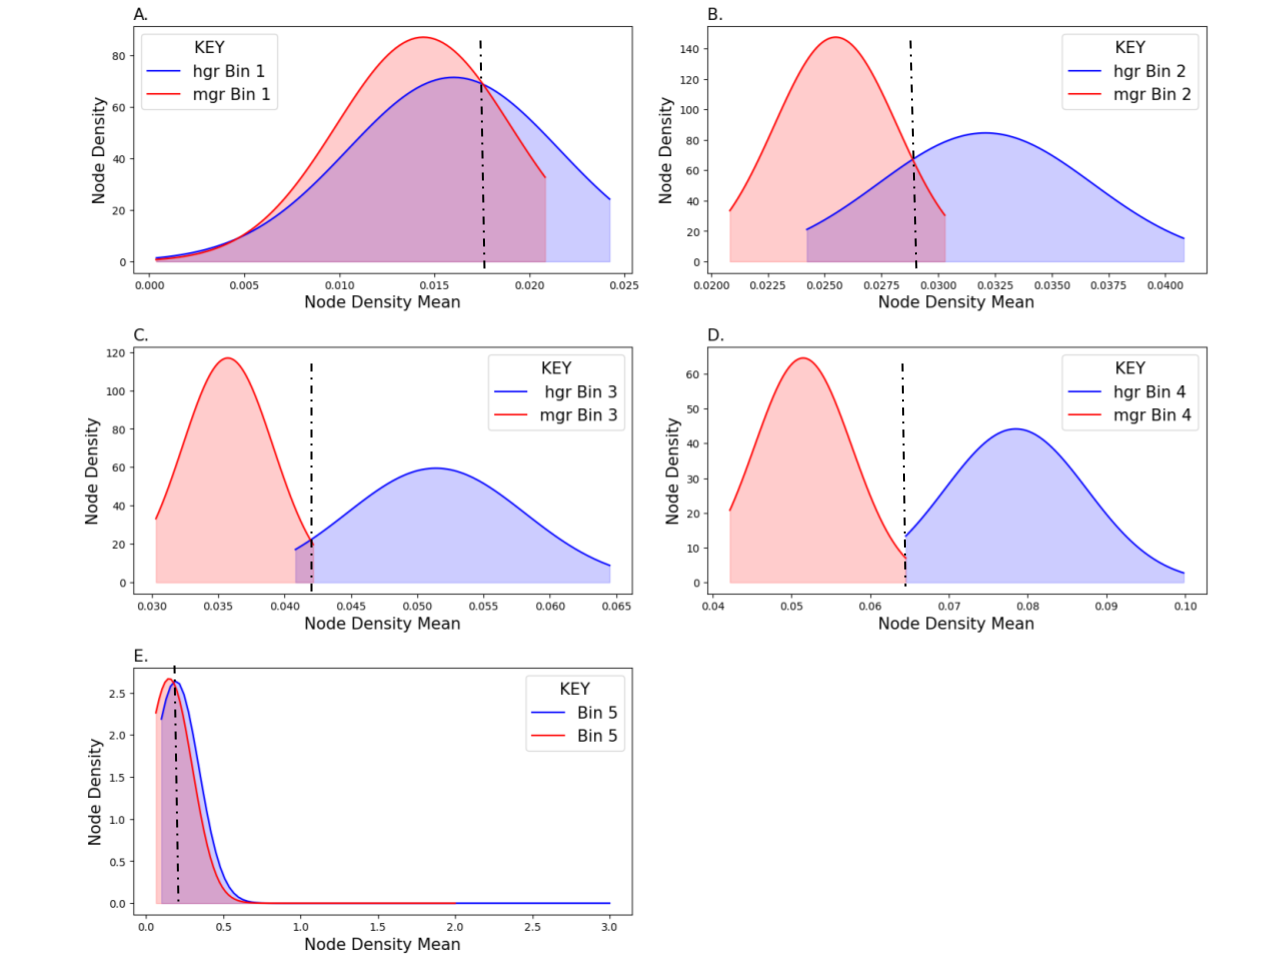 A.
KEY
hgr Bin 1
mgr Bin 1
Node Density
80
60
40
20
0
0.000 0.005 0.010 0.015 0.020 0.025
Node Density Mean
B.
KEY
hgr Bin 2
mgr Bin 2
Node Density
140
120
100
80
60
40
20
0
0.0200 0.0225 0.0250 0.0275 0.0300 0.0325 0.0350 0.0375 0.0400
Node Density Mean
C.
KEY
hgr Bin 3
mgr Bin 3
Node Density
120
100
80
60
40
20
0
0.030 0.035 0.040 0.045 0.050 0.055 0.060 0.065
Node Density Mean
D.
KEY
hgr Bin 4
mgr Bin 4
Node Density
60
50
40
30
20
10
0
0.04 0.05 0.06 0.07 0.08 0.09 0.10
Node Density Mean
E.
KEY
Bin 5
Bin 5
Node Density
2.5
2.0
1.5
1.0
0.5
0.0
0.0 0.5 1.0 1.5 2.0 2.5 3.0
Node Density Mean